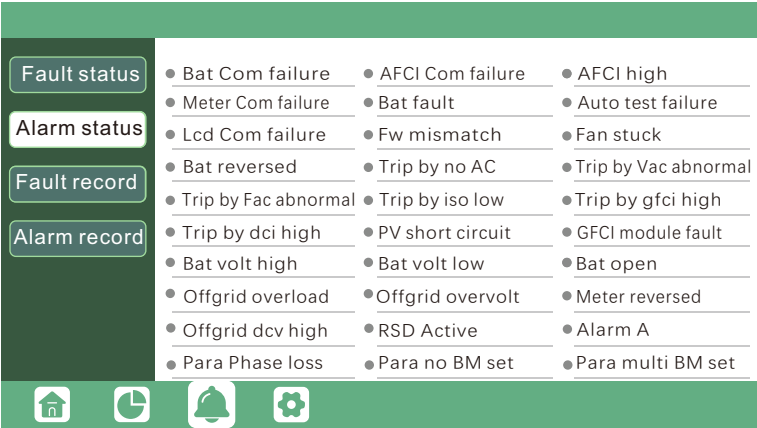 Fault status
Alarm status
Fault record
Alarm record
Bat Com failure AFCI Com failure AFCI high
Meter Com failure Bat fault Auto test failure
Lcd Com failure Fw mismatch Fan stuck
Bat reversed Trip by no AC Trip by Vac abnormal
Trip by Fac abnormal Trip by iso low Trip by gfci high
Trip by dci high PV short circuit GFCI module fault
Bat volt high Bat volt low Bat open
Offgrid overload Offgrid overvolt Meter reversed
Offgrid dcv high RSD Active Alarm A
Para Phase loss Para no BM set Para multi BM set